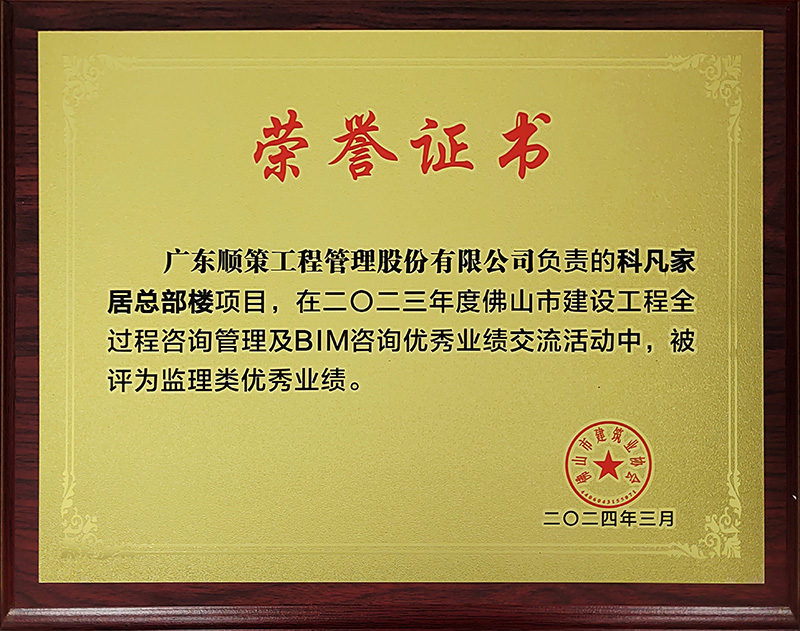 荣誉证书
广东顺策工程管理股份有限公司负责的科凡家
居总部楼项目，在二〇二三年度佛山市建设工程全
过程咨询管理及BIM咨询优秀业绩交流活动中，被
评为监理类优秀业绩。
佛山市建筑业协会
二〇二四年三月